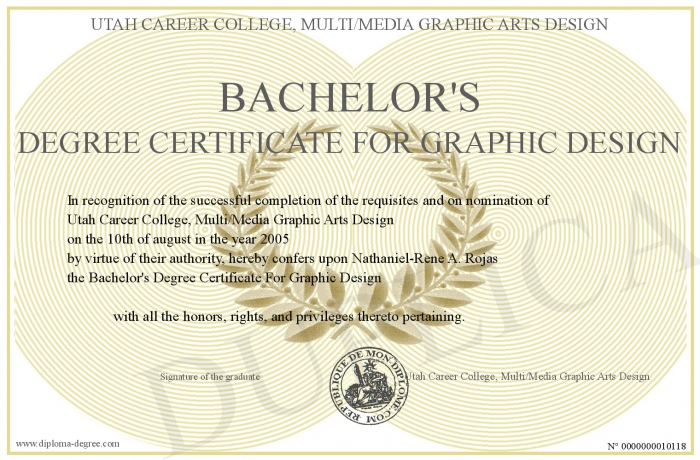 UTAH CAREER COLLEGE, MULTI/MEDIA GRAPHIC ARTS DESIGN
BACHELOR'S
DEGREE CERTIFICATE FOR GRAPHIC DESIGN
In recognition of the successful completion of the requisites and on nomination of
Utah Career College, Multi/Media Graphic Arts Design
on the 10th of august in the year 2005
by virtue of their authority, hereby confers upon Nathaniel-Rene A. Rojas
the Bachelor's Degree Certificate For Graphic Design
with all the honors, rights, and privileges thereto pertaining.
DUPLICATA
Signature of the graduate
REPUBLIQUE DE MON DIPLOME.COM
Utah Career College, Multi/Media Graphic Arts Design
www.diploma-degree.com
N° 0000000010118